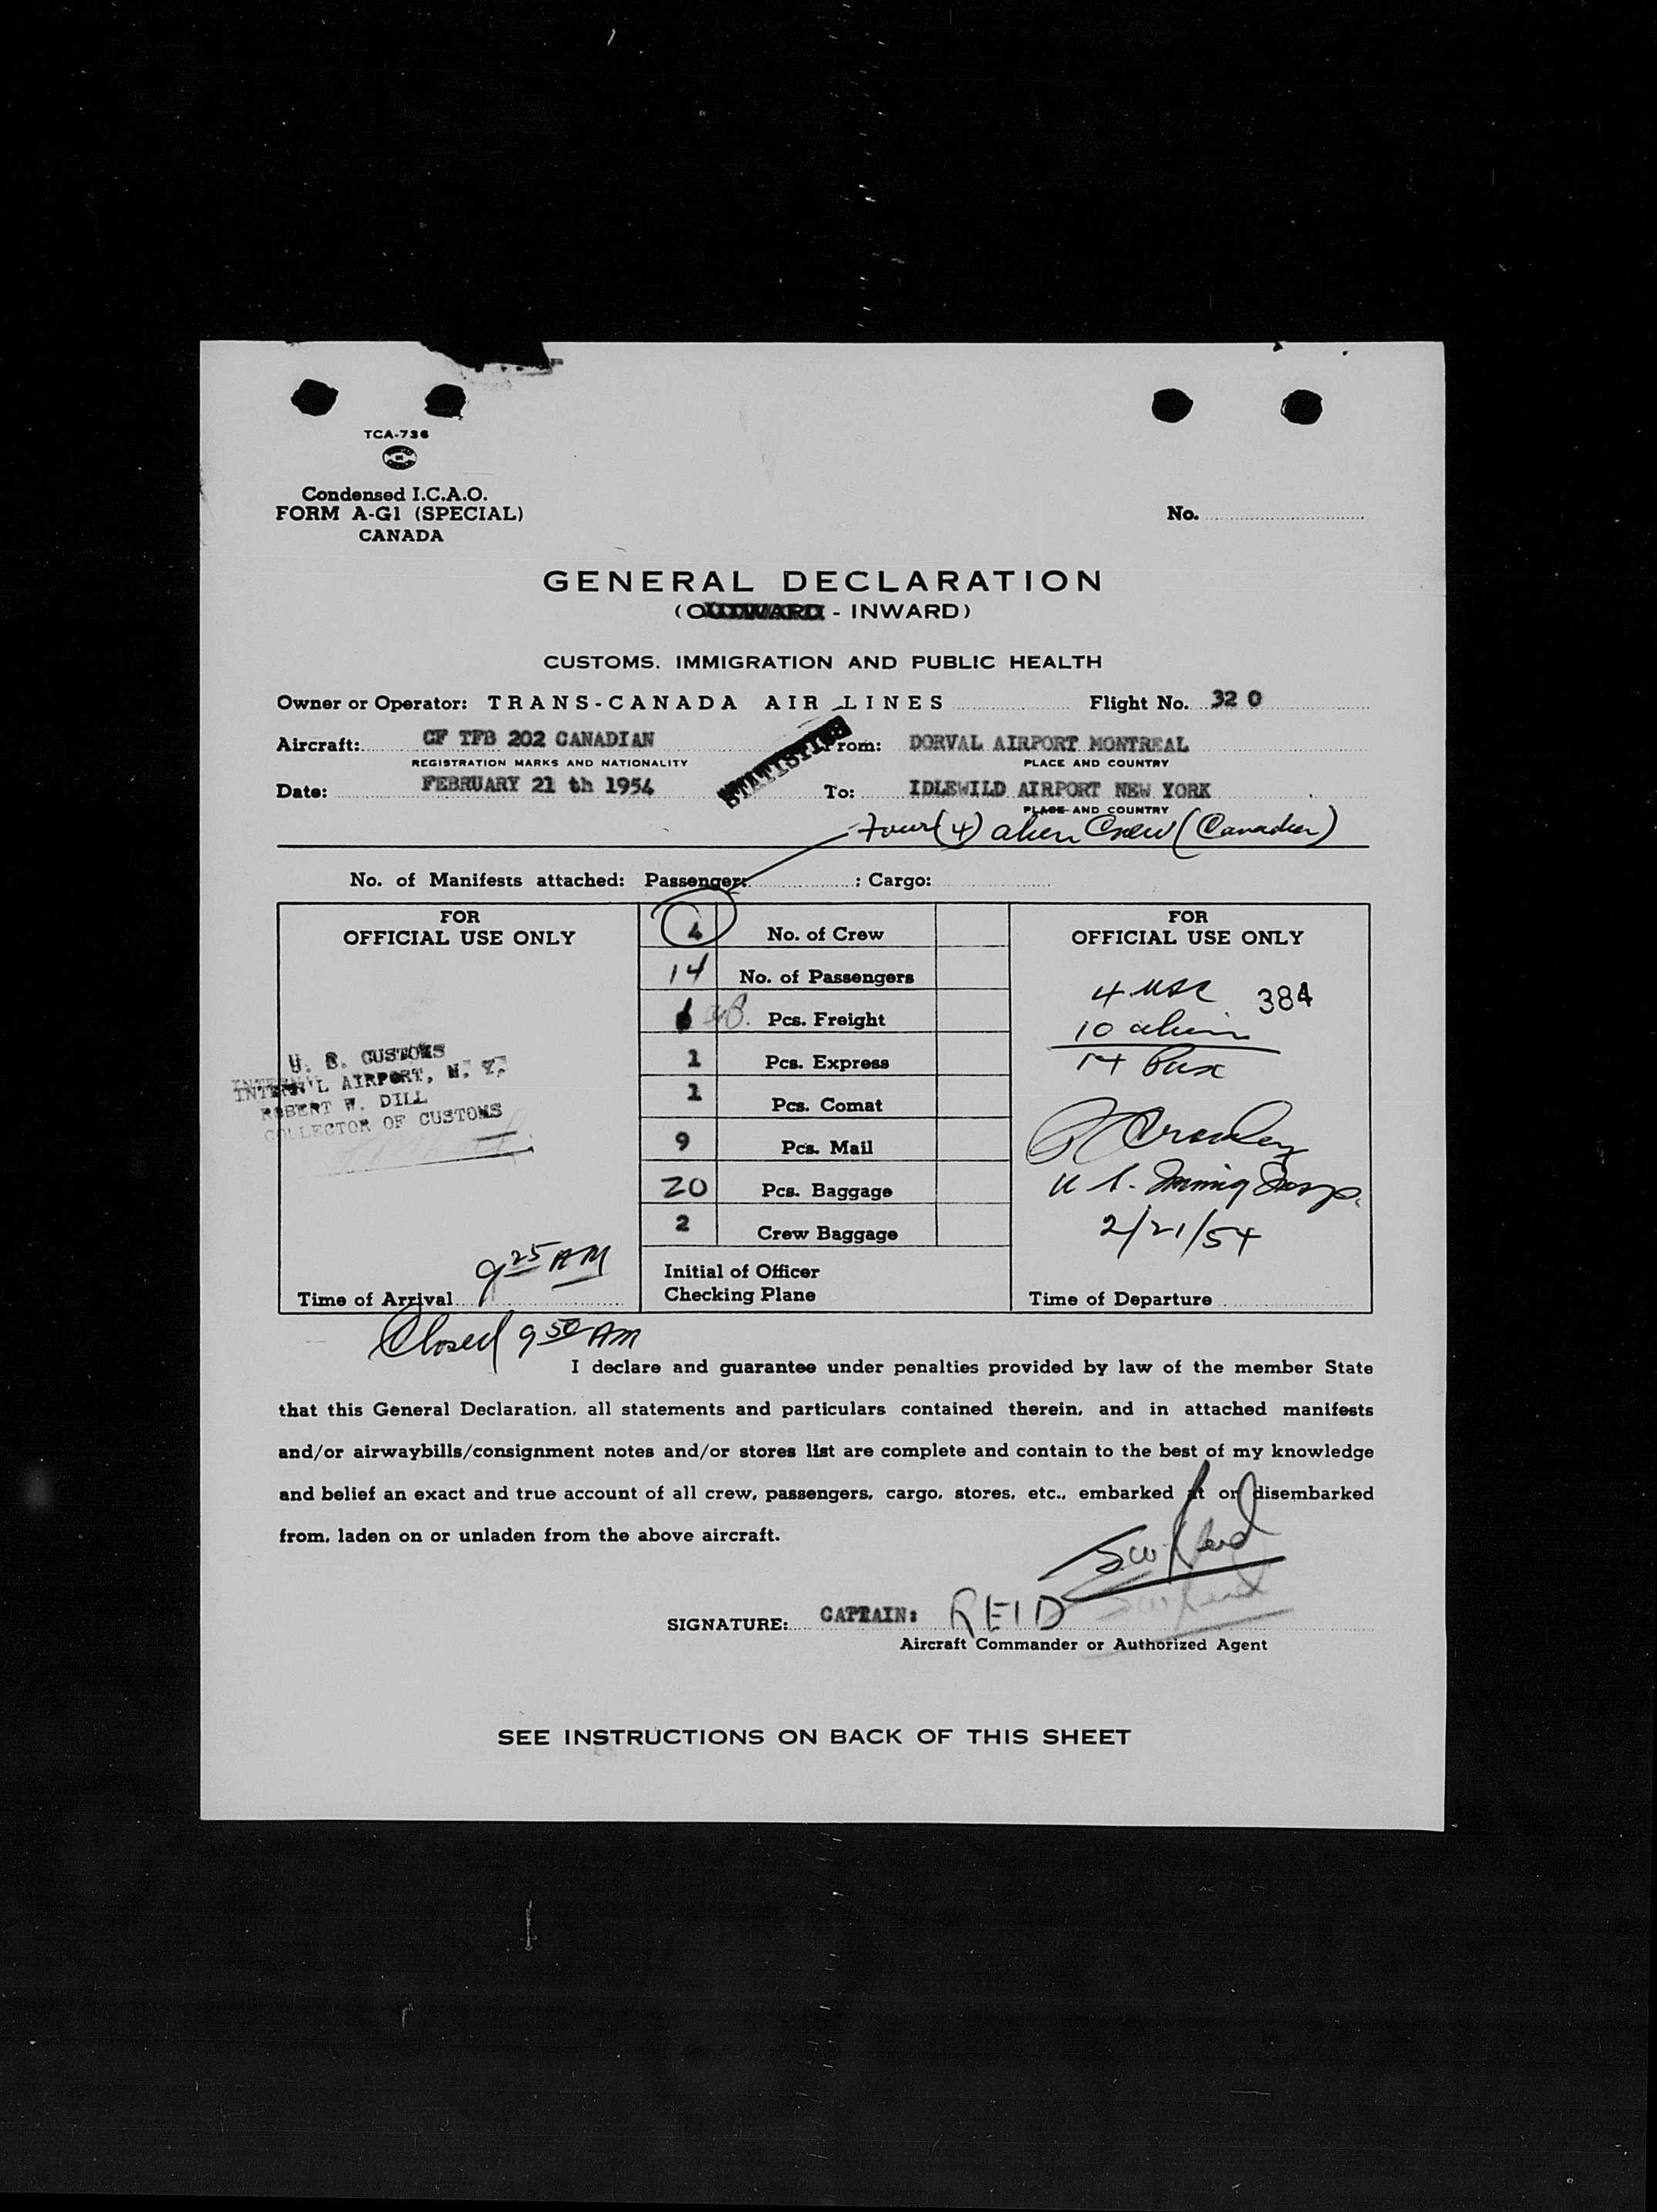 TCA-736
Condensed I.C.A.O.
FORM A-G1 (SPECIAL)
CANADA
No.
GENERAL DECLARATION
(OUTWARD - INWARD)
CUSTOMS. IMMIGRATION AND PUBLIC HEALTH
Owner or Operator: TRANS-CANADA AIR LINES Flight No. 32 0
Aircraft: CF TFB 202 CANADIAN From: DORVAL AIRPORT MONTREAL
REGISTRATION MARKS AND NATIONALITY PLACE AND COUNTRY
STATISTICS
Date: FEBRUARY 21 th 1954 To: IDLEWILD AIRPORT NEW YORK
PLACE AND COUNTRY
Four (4) alien Crew (Canadian)
No. of Manifests attached: Passenger: ; Cargo:
FOR
OFFICIAL USE ONLY
U. S. CUSTOMS
INTERN'L AIRPORT, N. Y.
ROBERT W. DILL
COLLECTOR OF CUSTOMS
Time of Arrival 9 25 AM
4 No. of Crew
14 No. of Passengers
Pcs. Freight
1 Pcs. Express
1 Pcs. Comat
9 Pcs. Mail
20 Pcs. Baggage
2 Crew Baggage
Initial of Officer
Checking Plane
FOR
OFFICIAL USE ONLY
4 USC 384
10 alien
14 Pax
Crowley
U.S. Immig Insp.
2/21/54
Time of Departure
Closed 9 50 AM
I declare and guarantee under penalties provided by law of the member State
that this General Declaration, all statements and particulars contained therein, and in attached manifests
and/or airwaybills/consignment notes and/or stores list are complete and contain to the best of my knowledge
and belief an exact and true account of all crew, passengers, cargo, stores, etc., embarked at or disembarked
from, laden on or unladen from the above aircraft.
SW Reid
SIGNATURE: CAPTAIN: REID
Aircraft Commander or Authorized Agent
SEE INSTRUCTIONS ON BACK OF THIS SHEET